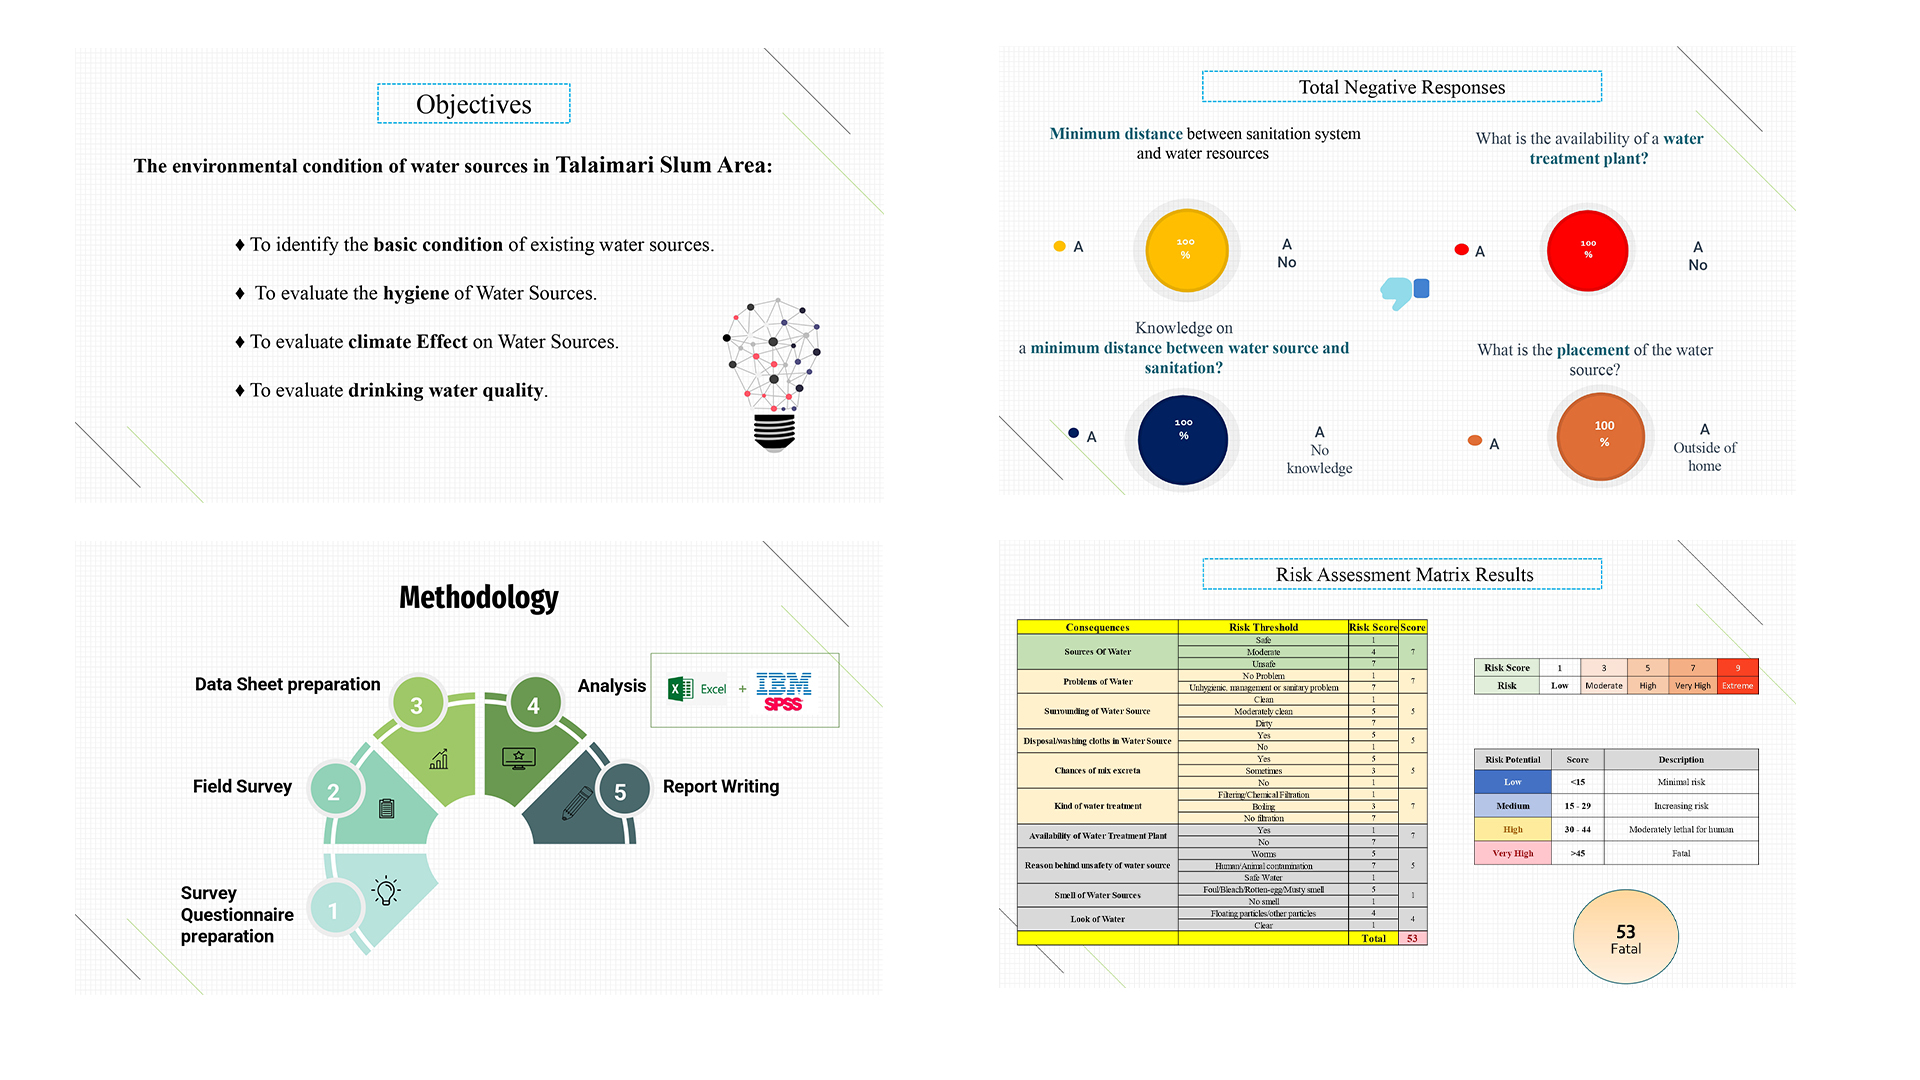 Objectives
The environmental condition of water sources in Talaimari Slum Area:
♦ To identify the basic condition of existing water sources.
♦ To evaluate the hygiene of Water Sources.
♦ To evaluate climate Effect on Water Sources.
♦ To evaluate drinking water quality.
Total Negative Responses
Minimum distance between sanitation system
and water resources
A
100
%
A
No
What is the availability of a water
treatment plant?
A
100
%
A
No
Knowledge on
a minimum distance between water source and
sanitation?
A
100
%
A
No
knowledge
What is the placement of the water
source?
A
100
%
A
Outside of
home
Methodology
Survey
Questionnaire
preparation
1
Field Survey
2
Data Sheet preparation
3
4
Analysis
Excel + IBM
SPSS
5
Report Writing
Risk Assessment Matrix Results
Consequences Risk Threshold Risk Score Score
Sources Of Water 7
Safe 1
Moderate 4
Unsafe 7
Problems of Water 7
No Problem 1
Unhygienic, management or sanitary problem 7
Surrounding of Water Source 5
Clean 1
Moderately clean 5
Dirty 7
Disposal/washing cloths in Water Source 5
Yes 5
No 1
Chances of mix excreta 5
Yes 5
Sometimes 3
No 1
Kind of water treatment 7
Filtering/Chemical Filtration 1
Boiling 3
No filtration 7
Availability of Water Treatment Plant 7
Yes 1
No 7
Reason behind unsafety of water source 5
Worms 5
Human/Animal contamination 7
Safe Water 1
Smell of Water Sources 1
Foul/Bleach/Rotten-egg/Musty smell 5
No smell 1
Look of Water 4
Floating particles/other particles 4
Clear 1
Total 53
Risk Score 1 3 5 7 9
Risk Low Moderate High Very High Extreme
Risk Potential Score Description
Low <15 Minimal risk
Medium 15 - 29 Increasing risk
High 30 - 44 Moderately lethal for human
Very High >45 Fatal
53
Fatal